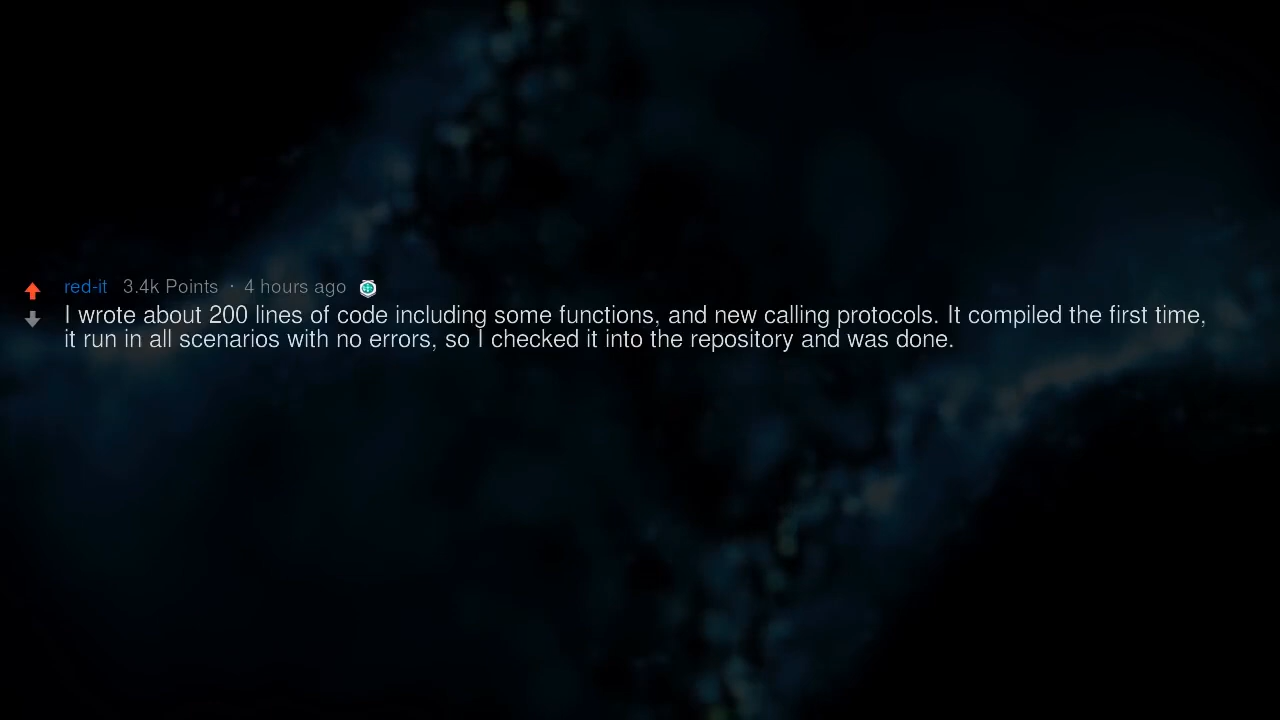 red-it 3.4k Points · 4 hours ago
I wrote about 200 lines of code including some functions, and new calling protocols. It compiled the first time,
it run in all scenarios with no errors, so I checked it into the repository and was done.